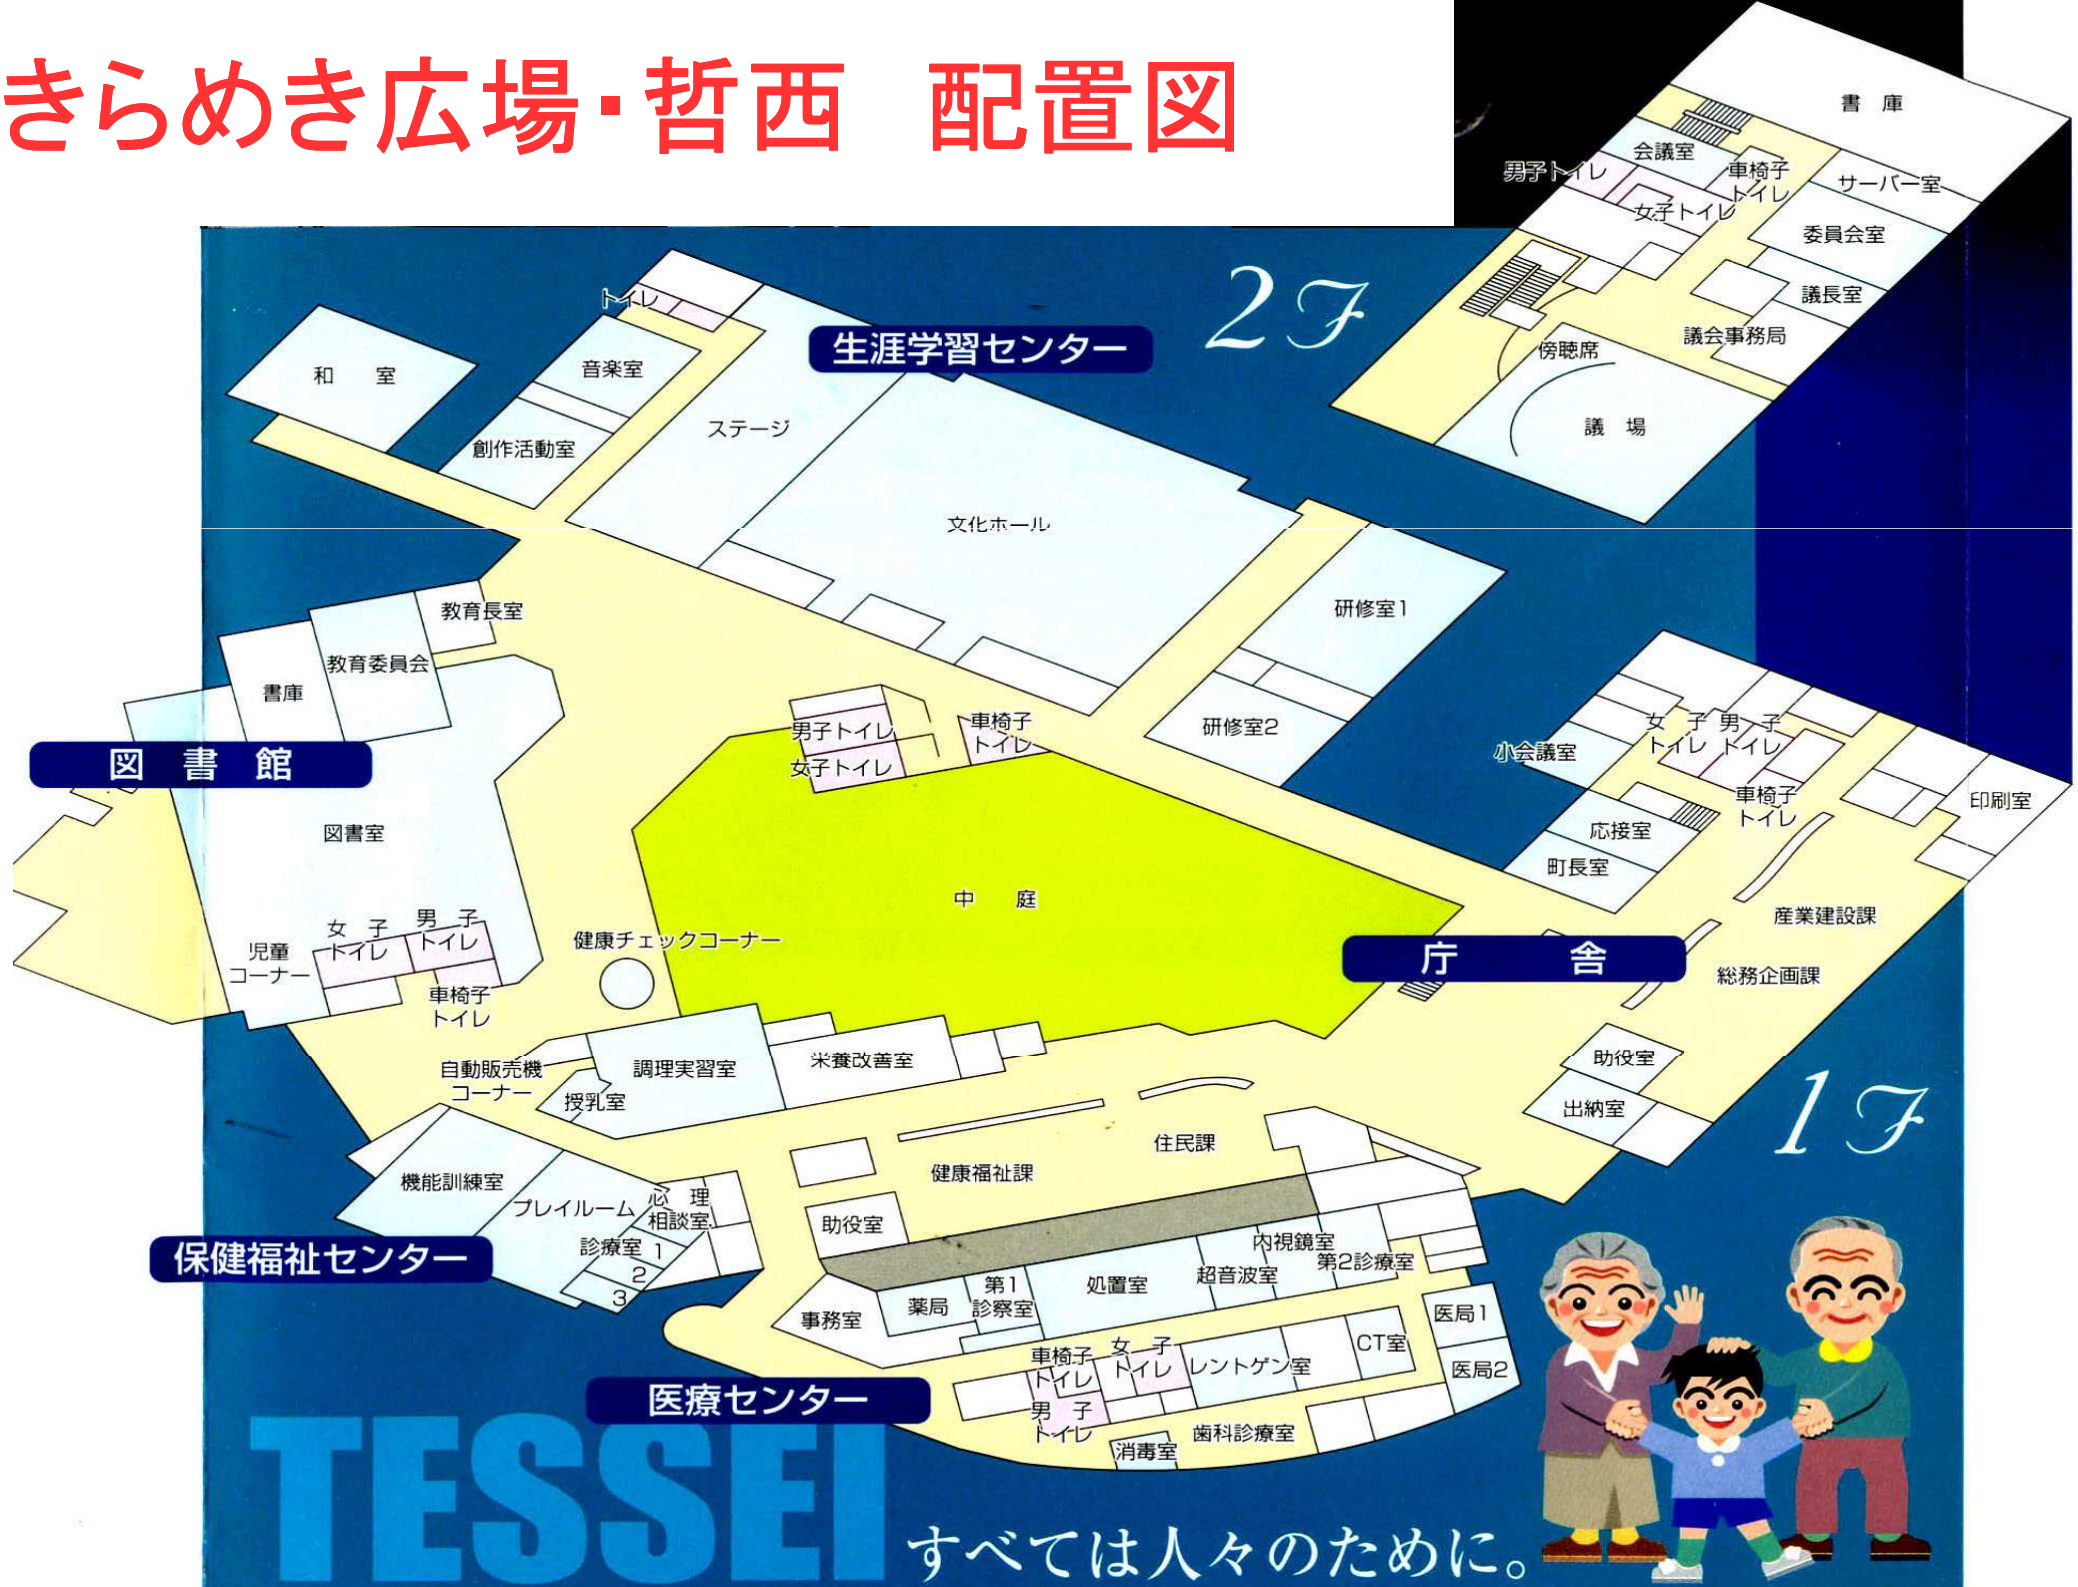 きらめき広場・哲西　配置図
書　庫
会議室
男子トイレ
車椅子
トイレ
女子トイレ
サーバー室
委員会室
議長室
議会事務局
傍聴席
議　場
2F
生涯学習センター
トイレ
和　室
音楽室
創作活動室
ステージ
文化ホール
研修室1
研修室2
教育長室
教育委員会
書庫
図　書　館
図書室
児童
コーナー
女　子
トイレ
男　子
トイレ
車椅子
トイレ
男子トイレ
女子トイレ
車椅子
トイレ
中　庭
健康チェックコーナー
小会議室
女　子
トイレ
男　子
トイレ
車椅子
トイレ
印刷室
応接室
町長室
産業建設課
庁　舎
総務企画課
助役室
出納室
1F
自動販売機
コーナー
授乳室
調理実習室
栄養改善室
住民課
健康福祉課
助役室
機能訓練室
プレイルーム
心　理
相談室
診療室 1
2
3
保健福祉センター
事務室
薬局
第1
診察室
処置室
超音波室
内視鏡室
第2診療室
医局1
医局2
CT室
レントゲン室
女　子
トイレ
車椅子
トイレ
男　子
トイレ
歯科診療室
消毒室
医療センター
TESSEI
すべては人々のために。